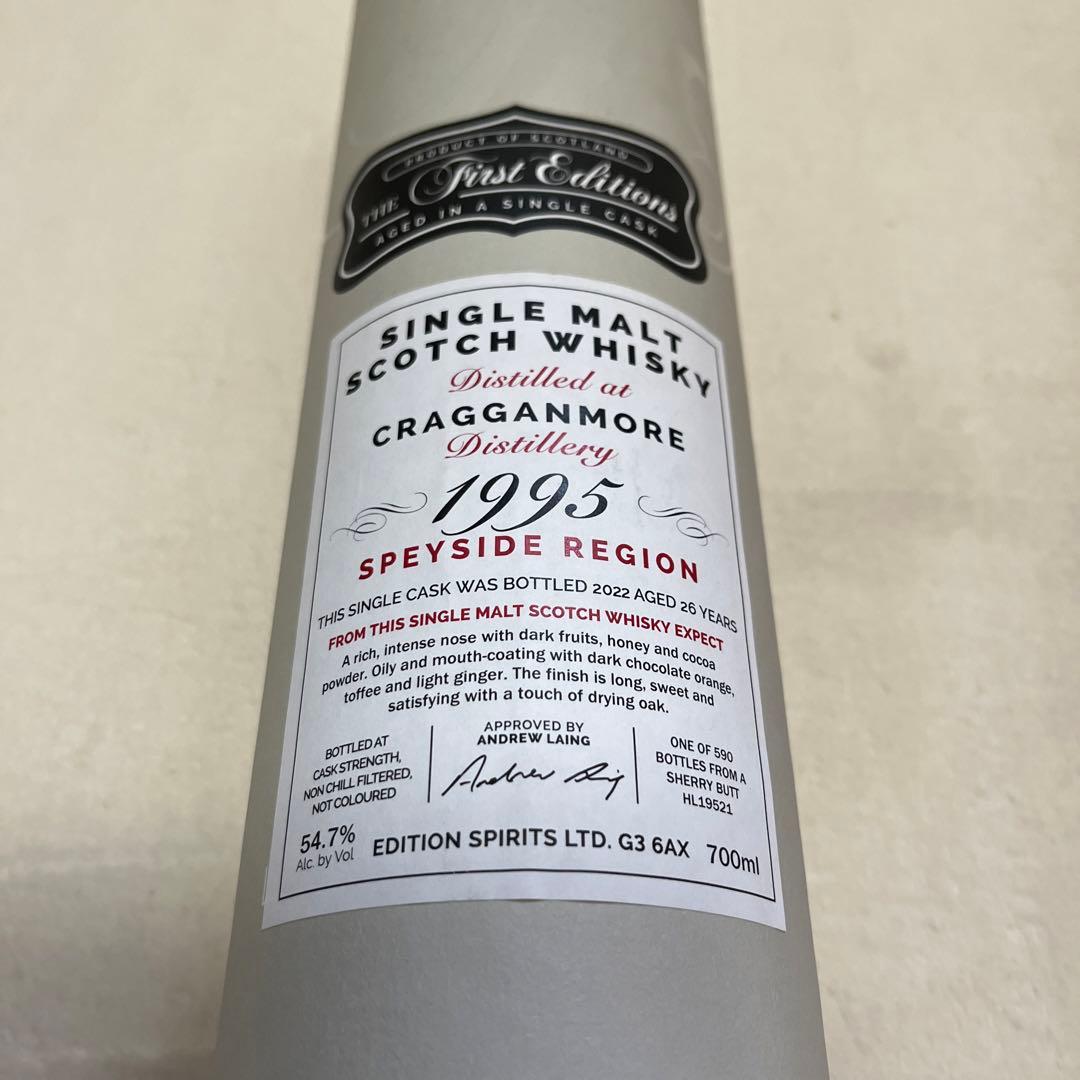 PRODUCT OF SCOTLAND
THE First Editions
AGED IN A SINGLE CASK
SINGLE MALT
SCOTCH WHISKY
Distilled at
CRAGGANMORE
Distillery
1995
SPEYSIDE REGION
THIS SINGLE CASK WAS BOTTLED 2022 AGED 26 YEARS
FROM THIS SINGLE MALT SCOTCH WHISKY EXPECT
A rich, intense nose with dark fruits, honey and cocoa
powder. Oily and mouth-coating with dark chocolate orange,
toffee and light ginger. The finish is long, sweet and
satisfying with a touch of drying oak.
BOTTLED AT
CASK STRENGTH,
NON CHILL FILTERED,
NOT COLOURED
APPROVED BY
ANDREW LAING
Andrew Laing
ONE OF 590
BOTTLES FROM A
SHERRY BUTT
HL19521
54.7%
Alc. by Vol
EDITION SPIRITS LTD. G3 6AX
700ml